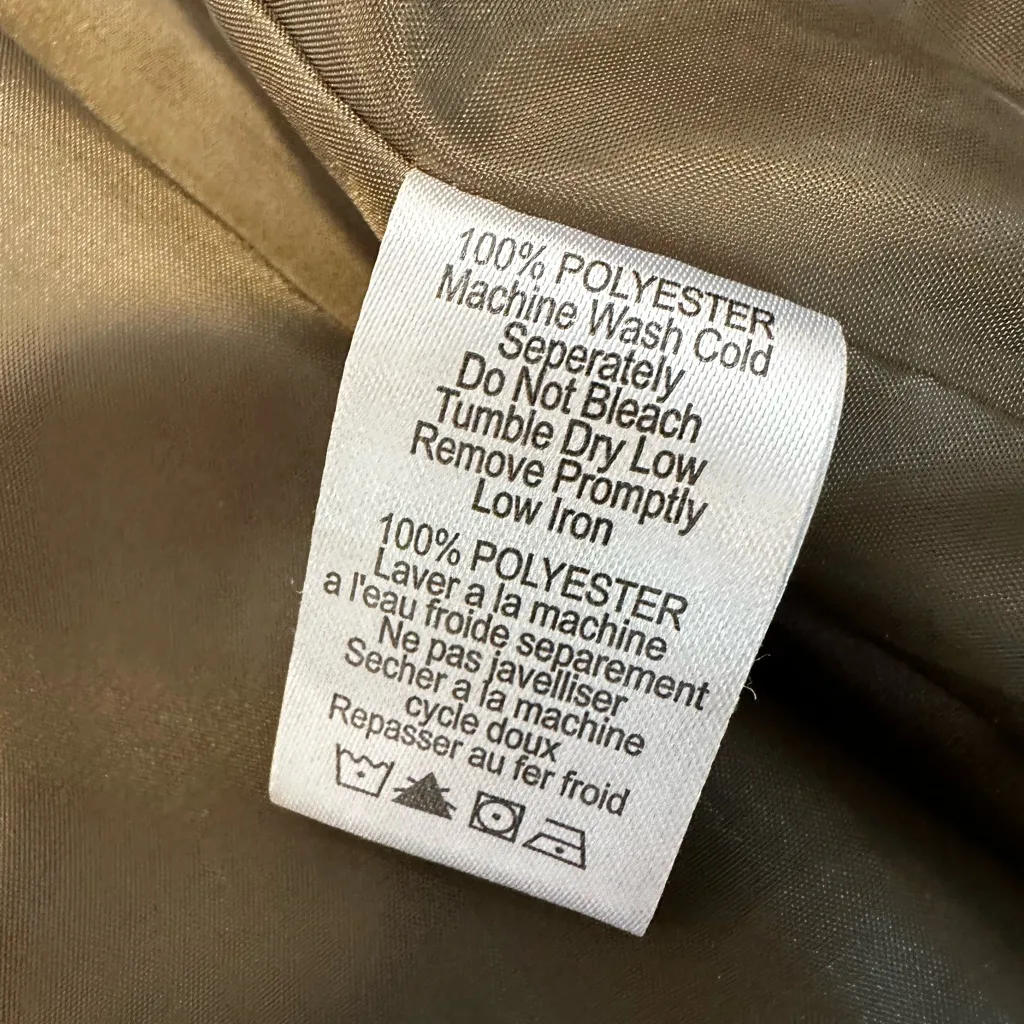 100% POLYESTER
Machine Wash Cold
Seperately
Do Not Bleach
Tumble Dry Low
Remove Promptly
Low Iron
100% POLYESTER
Laver a la machine
a l'eau froide separement
Ne pas javelliser
Secher a la machine
cycle doux
Repasser au fer froid